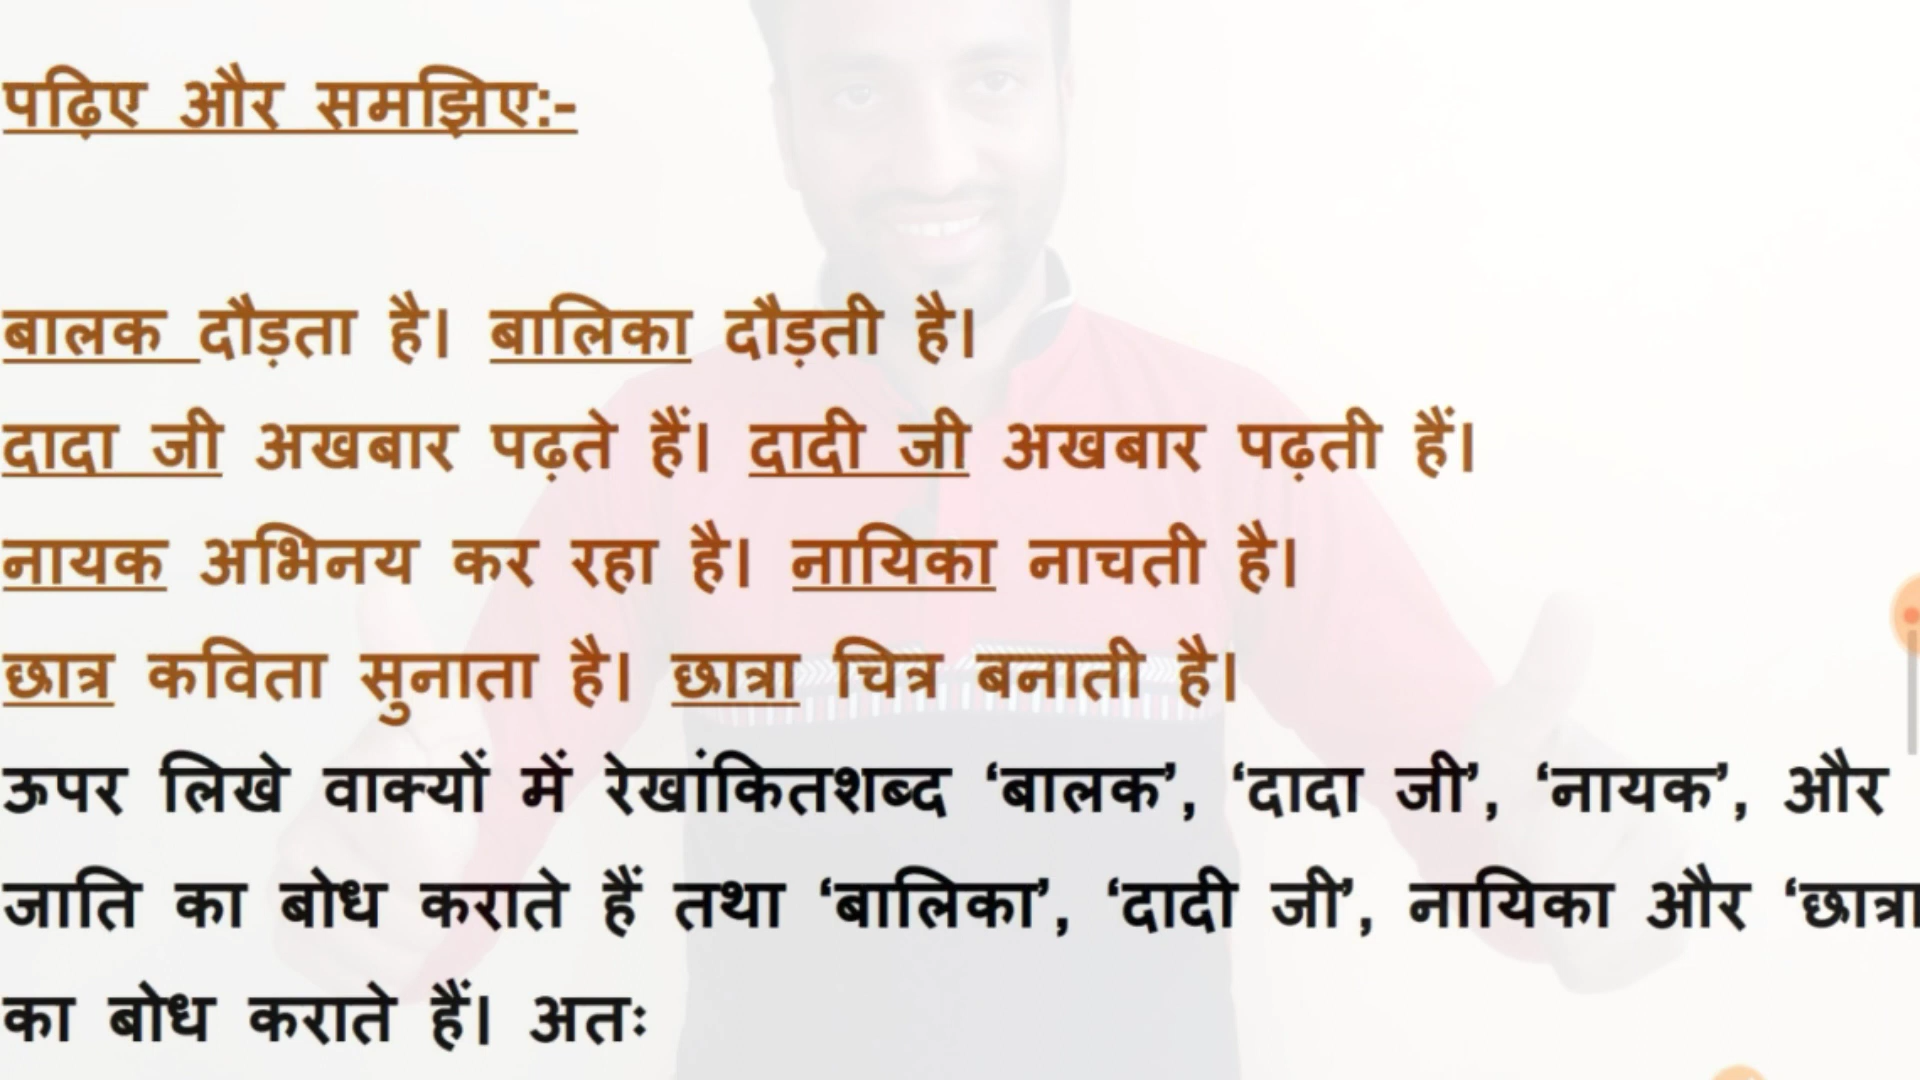 पढ़िए और समझिए:-
बालक दौड़ता है। बालिका दौड़ती है।
दादा जी अखबार पढ़ते हैं। दादी जी अखबार पढ़ती हैं।
नायक अभिनय कर रहा है। नायिका नाचती है।
छात्र कविता सुनाता है। छात्रा चित्र बनाती है।
ऊपर लिखे वाक्यों में रेखांकितशब्द ‘बालक’, ‘दादा जी’, ‘नायक’, और
जाति का बोध कराते हैं तथा ‘बालिका’, ‘दादी जी’, नायिका और ‘छात्रा
का बोध कराते हैं। अतः